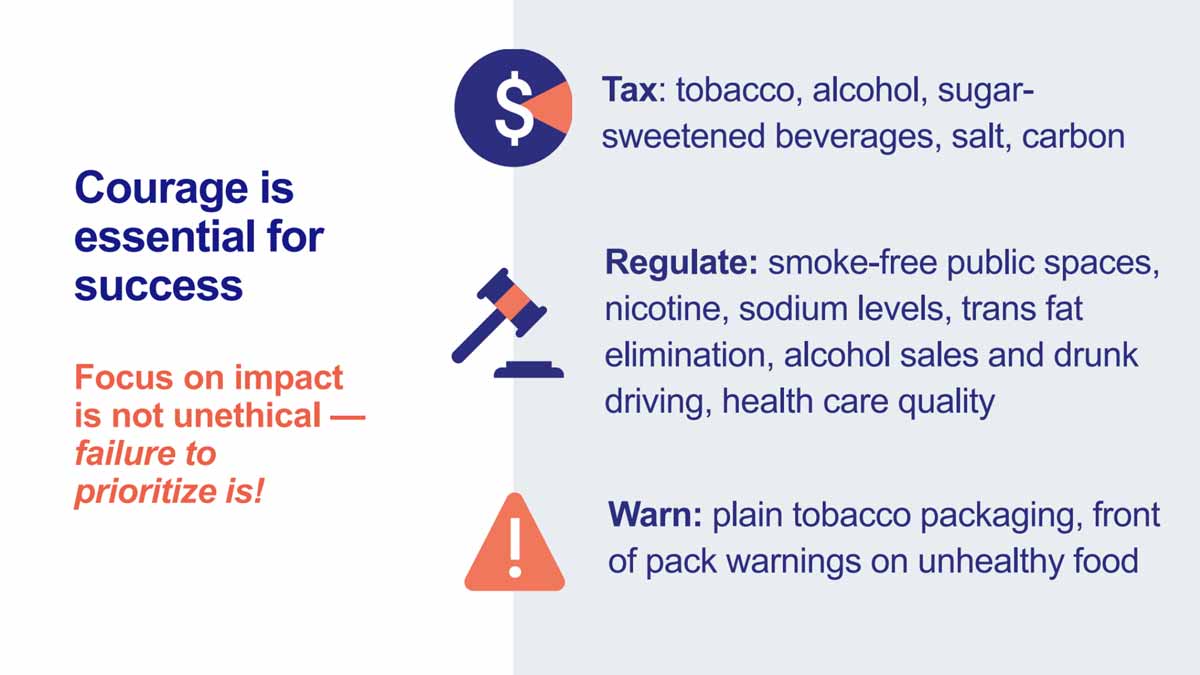 Courage is
essential for
success
Focus on impact
is not unethical —
failure to
prioritize is!
$
Tax: tobacco, alcohol, sugar-
sweetened beverages, salt, carbon
Regulate: smoke-free public spaces,
nicotine, sodium levels, trans fat
elimination, alcohol sales and drunk
driving, health care quality
!
Warn: plain tobacco packaging, front
of pack warnings on unhealthy food